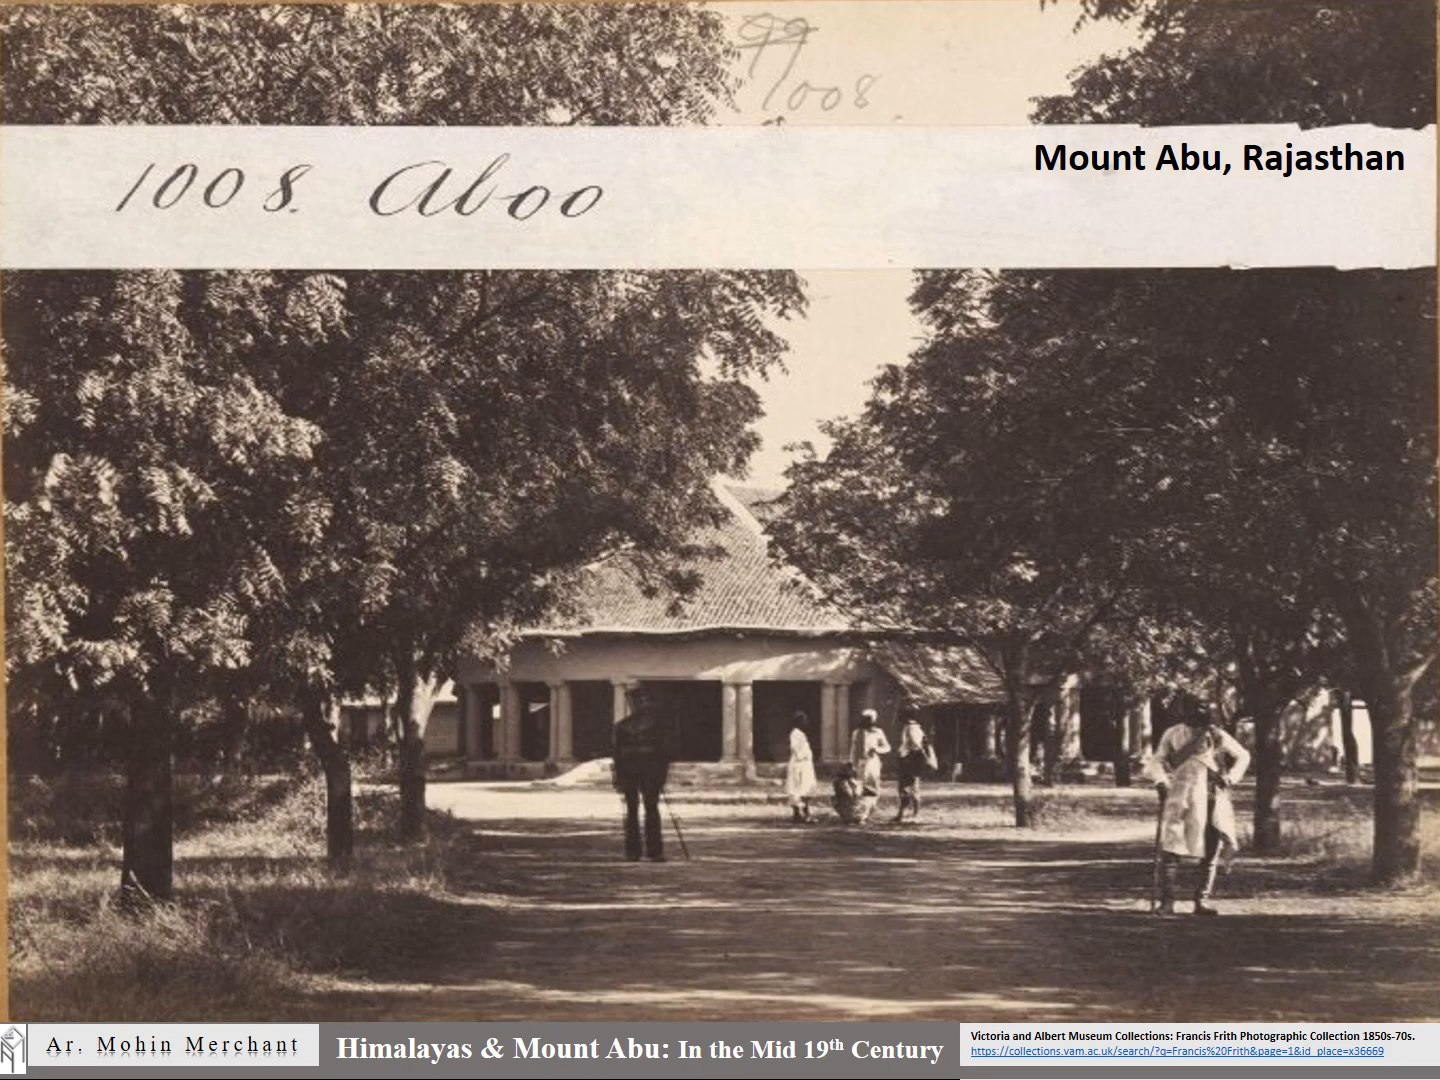 99
1008
1008. Aboo
Mount Abu, Rajasthan
Ar. Mohin Merchant
Himalayas & Mount Abu: In the Mid 19th Century
Victoria and Albert Museum Collections: Francis Frith Photographic Collection 1850s-70s.
https://collections.vam.ac.uk/search/?q=Francis%20Frith&page=1&id_place=x36669